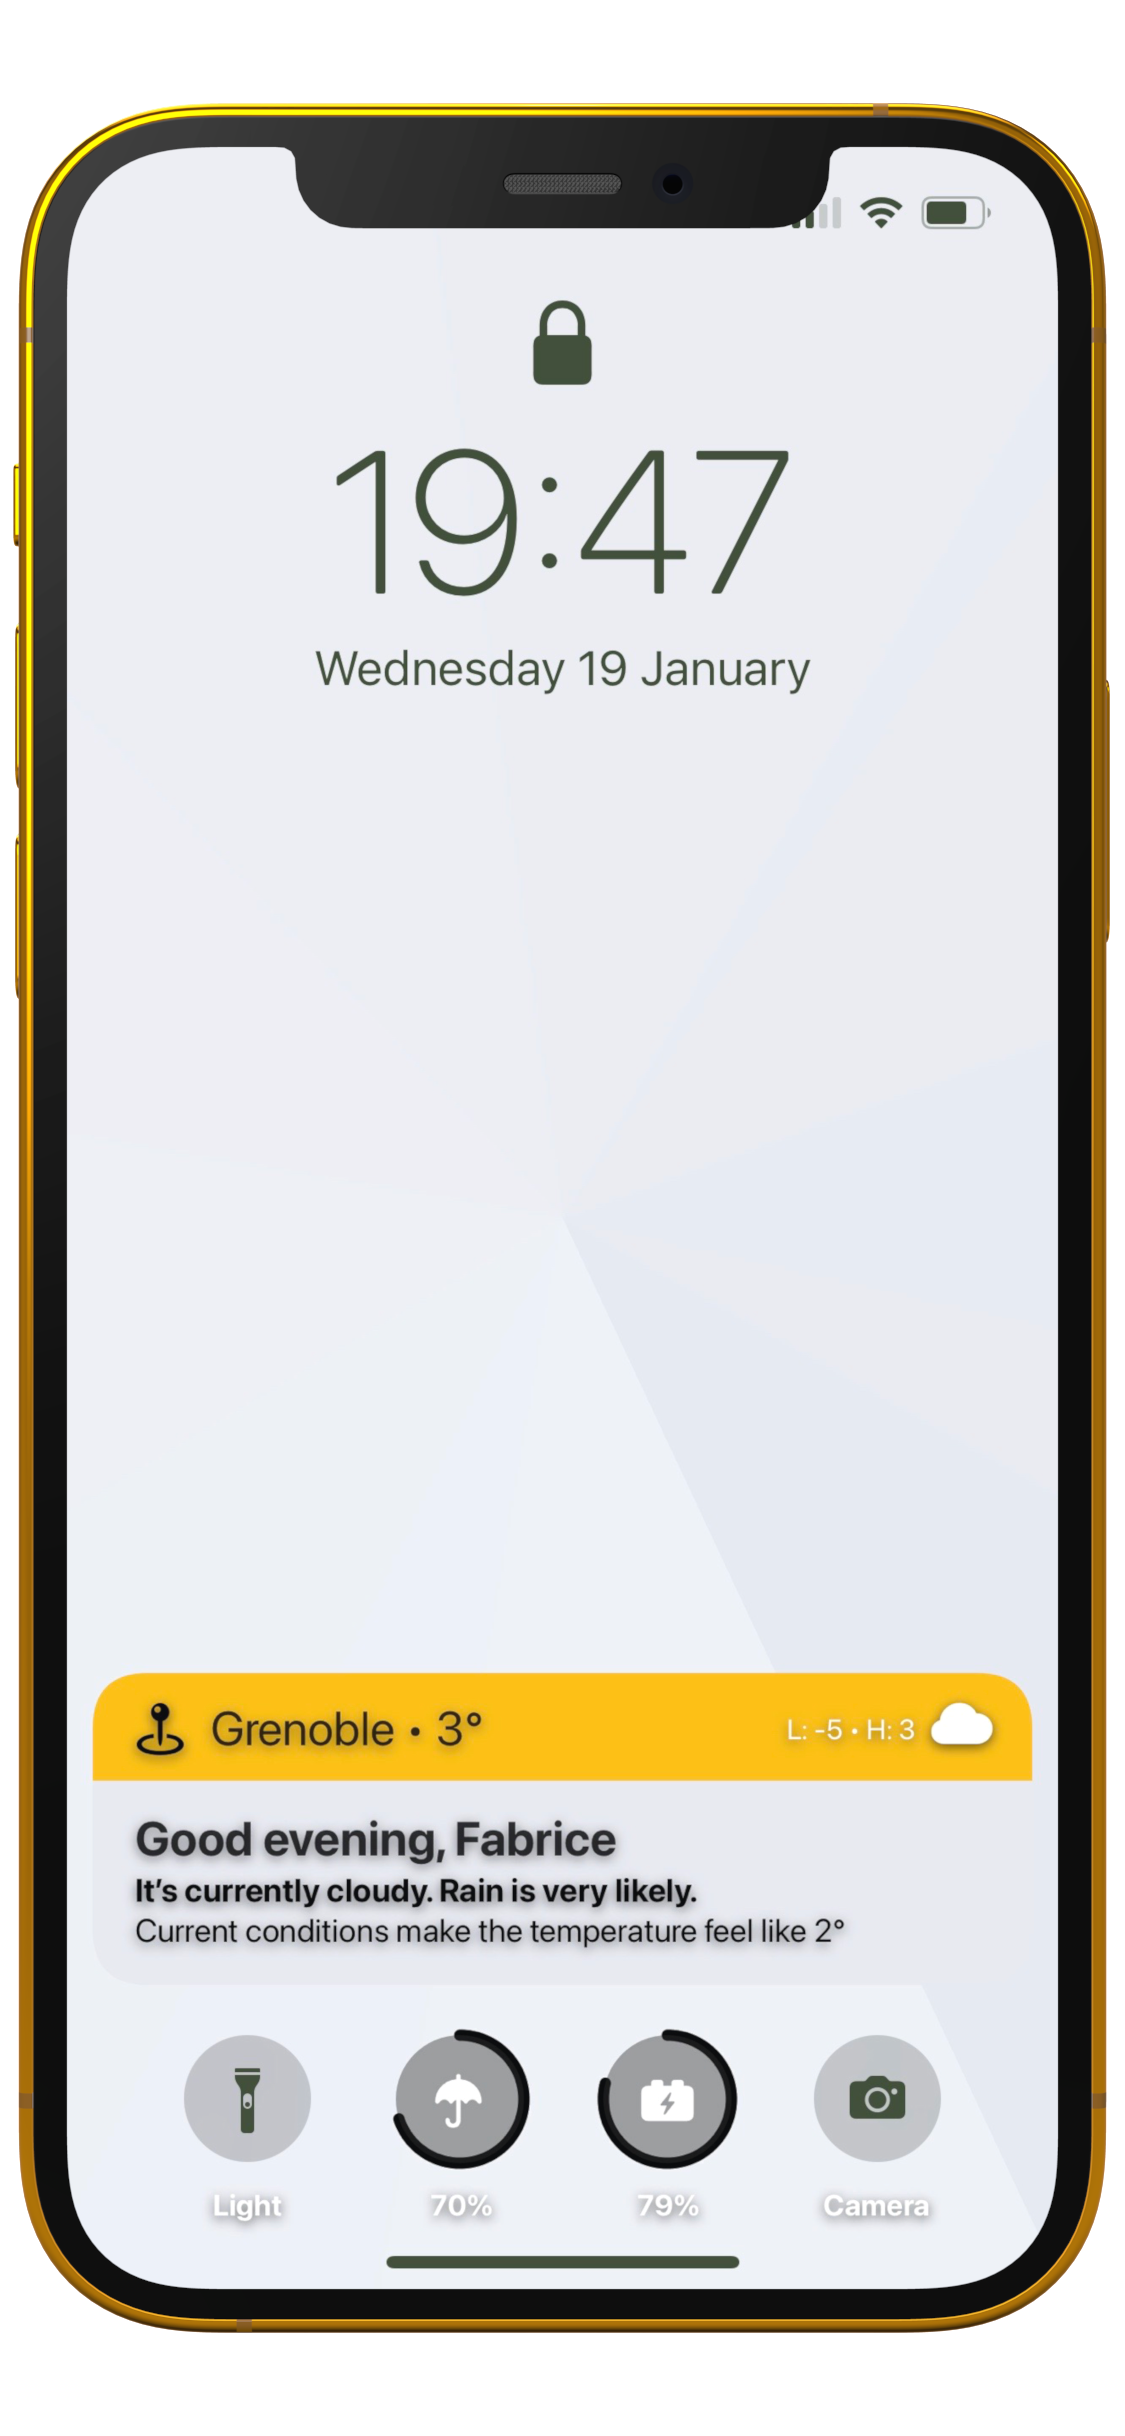 19:47
Wednesday 19 January
Grenoble • 3°
L: -5 • H: 3
Good evening, Fabrice
It's currently cloudy. Rain is very likely.
Current conditions make the temperature feel like 2°
Light
70%
79%
Camera